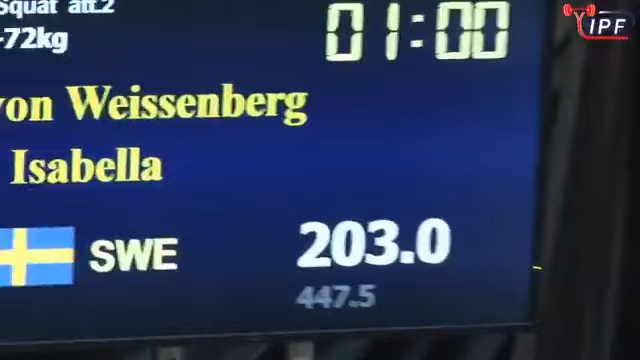 Squat att.2
-72kg
01:00
von Weissenberg
Isabella
SWE
203.0
447.5
IPF